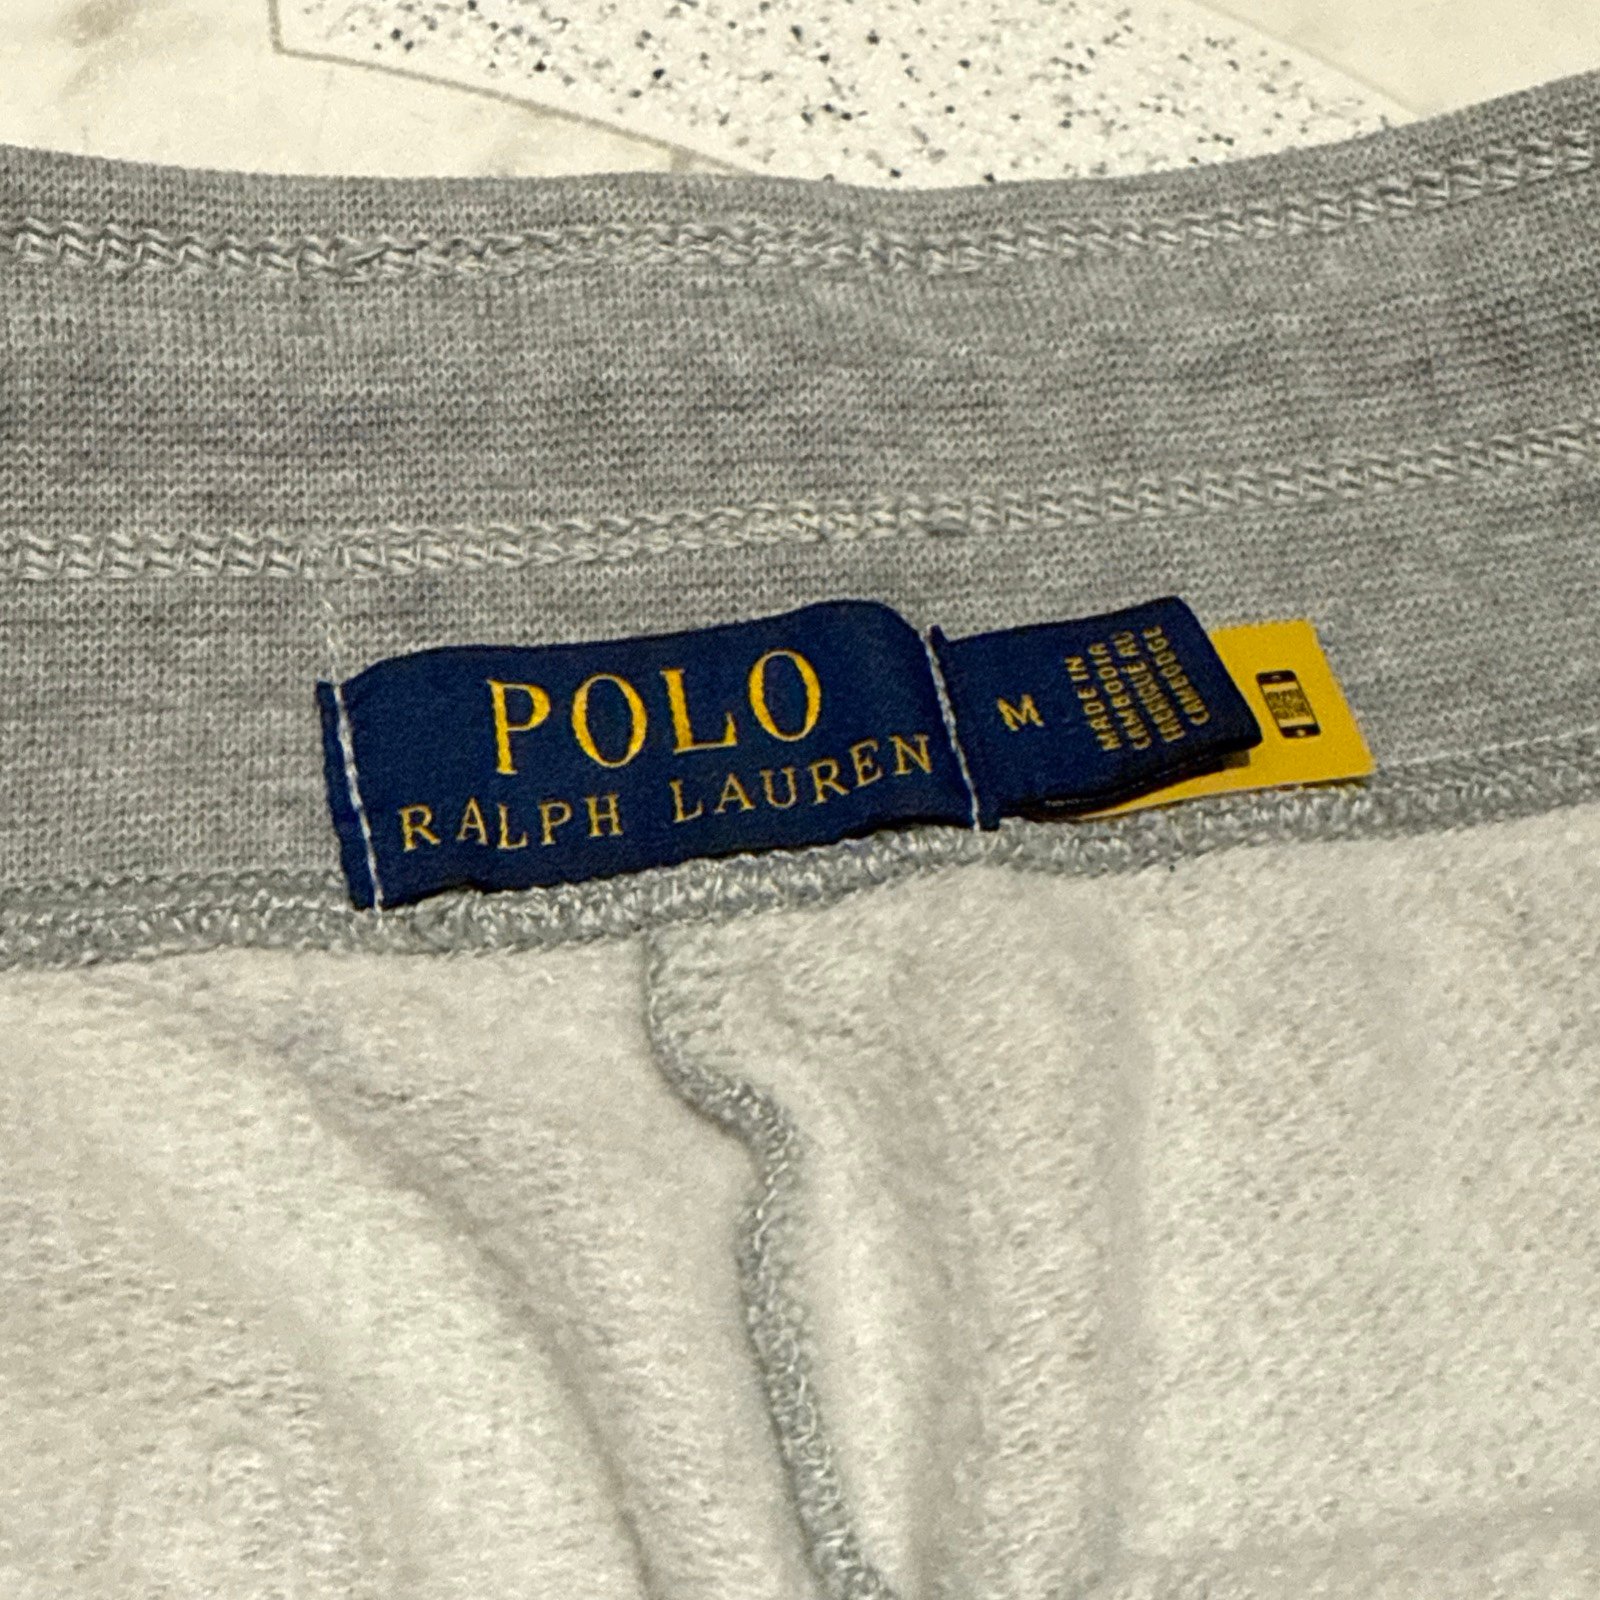 POLO
RALPH LAUREN
M
MADE IN
CAMBODIA
FABRIQUÉ AU
CAMBODGE